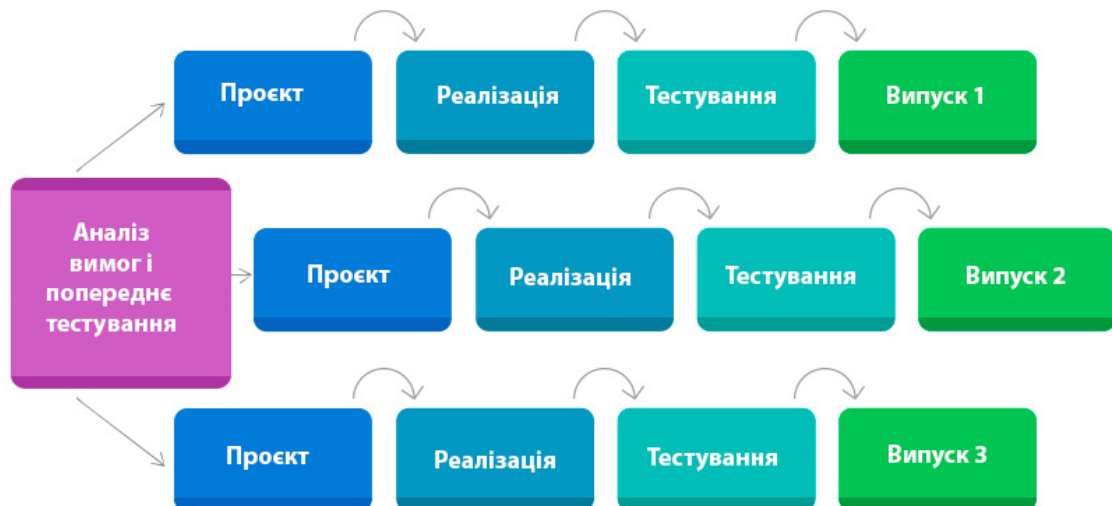 Проєкт
Реалізація
Тестування
Випуск 1
Аналіз
вимог і
попереднє
тестування
Проєкт
Реалізація
Тестування
Випуск 2
Проєкт
Реалізація
Тестування
Випуск 3